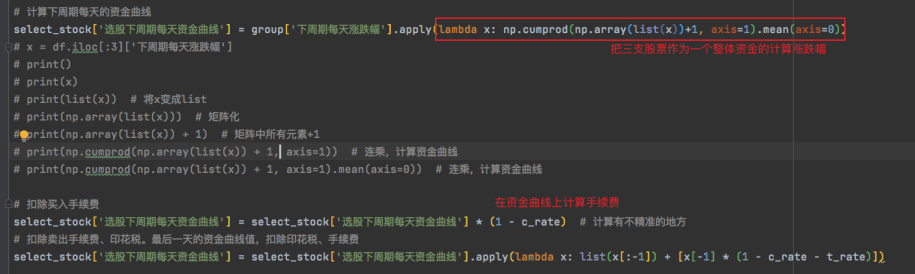 # 计算下周期每天的资金曲线
select_stock['选股下周期每天资金曲线'] = group['下周期每天涨跌幅'].apply(lambda x: np.cumprod(np.array(list(x))+1, axis=1).mean(axis=0))
# x = df.iloc[:3]['下周期每天涨跌幅']
把三支股票作为一个整体资金的计算涨跌幅
# print()
# print(x)
# print(list(x))  # 将x变成list
# print(np.array(list(x)))  # 矩阵化
# print(np.array(list(x)) + 1)  # 矩阵中所有元素+1
# print(np.cumprod(np.array(list(x)) + 1, axis=1))  # 连乘，计算资金曲线
# print(np.cumprod(np.array(list(x)) + 1, axis=1).mean(axis=0))  # 连乘，计算资金曲线
在资金曲线上计算手续费
# 扣除买入手续费
select_stock['选股下周期每天资金曲线'] = select_stock['选股下周期每天资金曲线'] * (1 - c_rate)  # 计算有不精准的地方
# 扣除卖出手续费、印花税。最后一天的资金曲线值，扣除印花税、手续费
select_stock['选股下周期每天资金曲线'] = select_stock['选股下周期每天资金曲线'].apply(lambda x: list(x[:-1]) + [x[-1] * (1 - c_rate - t_rate)])